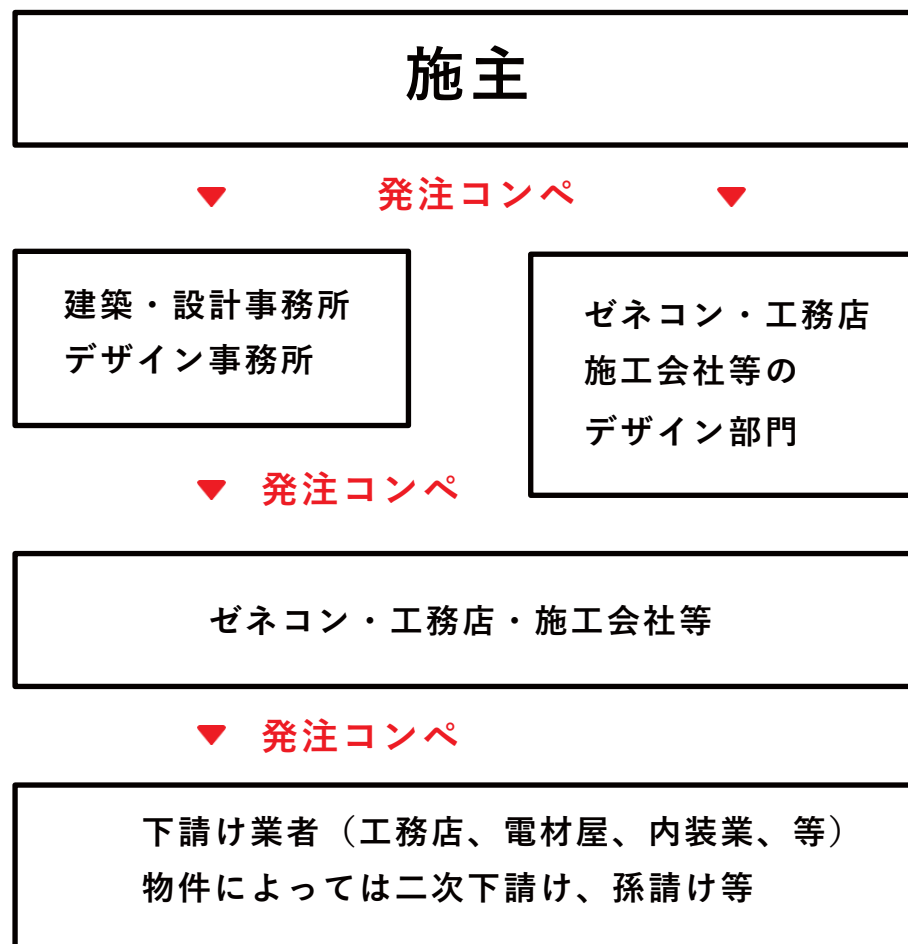 施主
発注コンペ
建築・設計事務所
デザイン事務所
ゼネコン・工務店
施工会社等の
デザイン部門
発注コンペ
ゼネコン・工務店・施工会社等
発注コンペ
下請け業者（工務店、電材屋、内装業、等）
物件によっては二次下請け、孫請け等